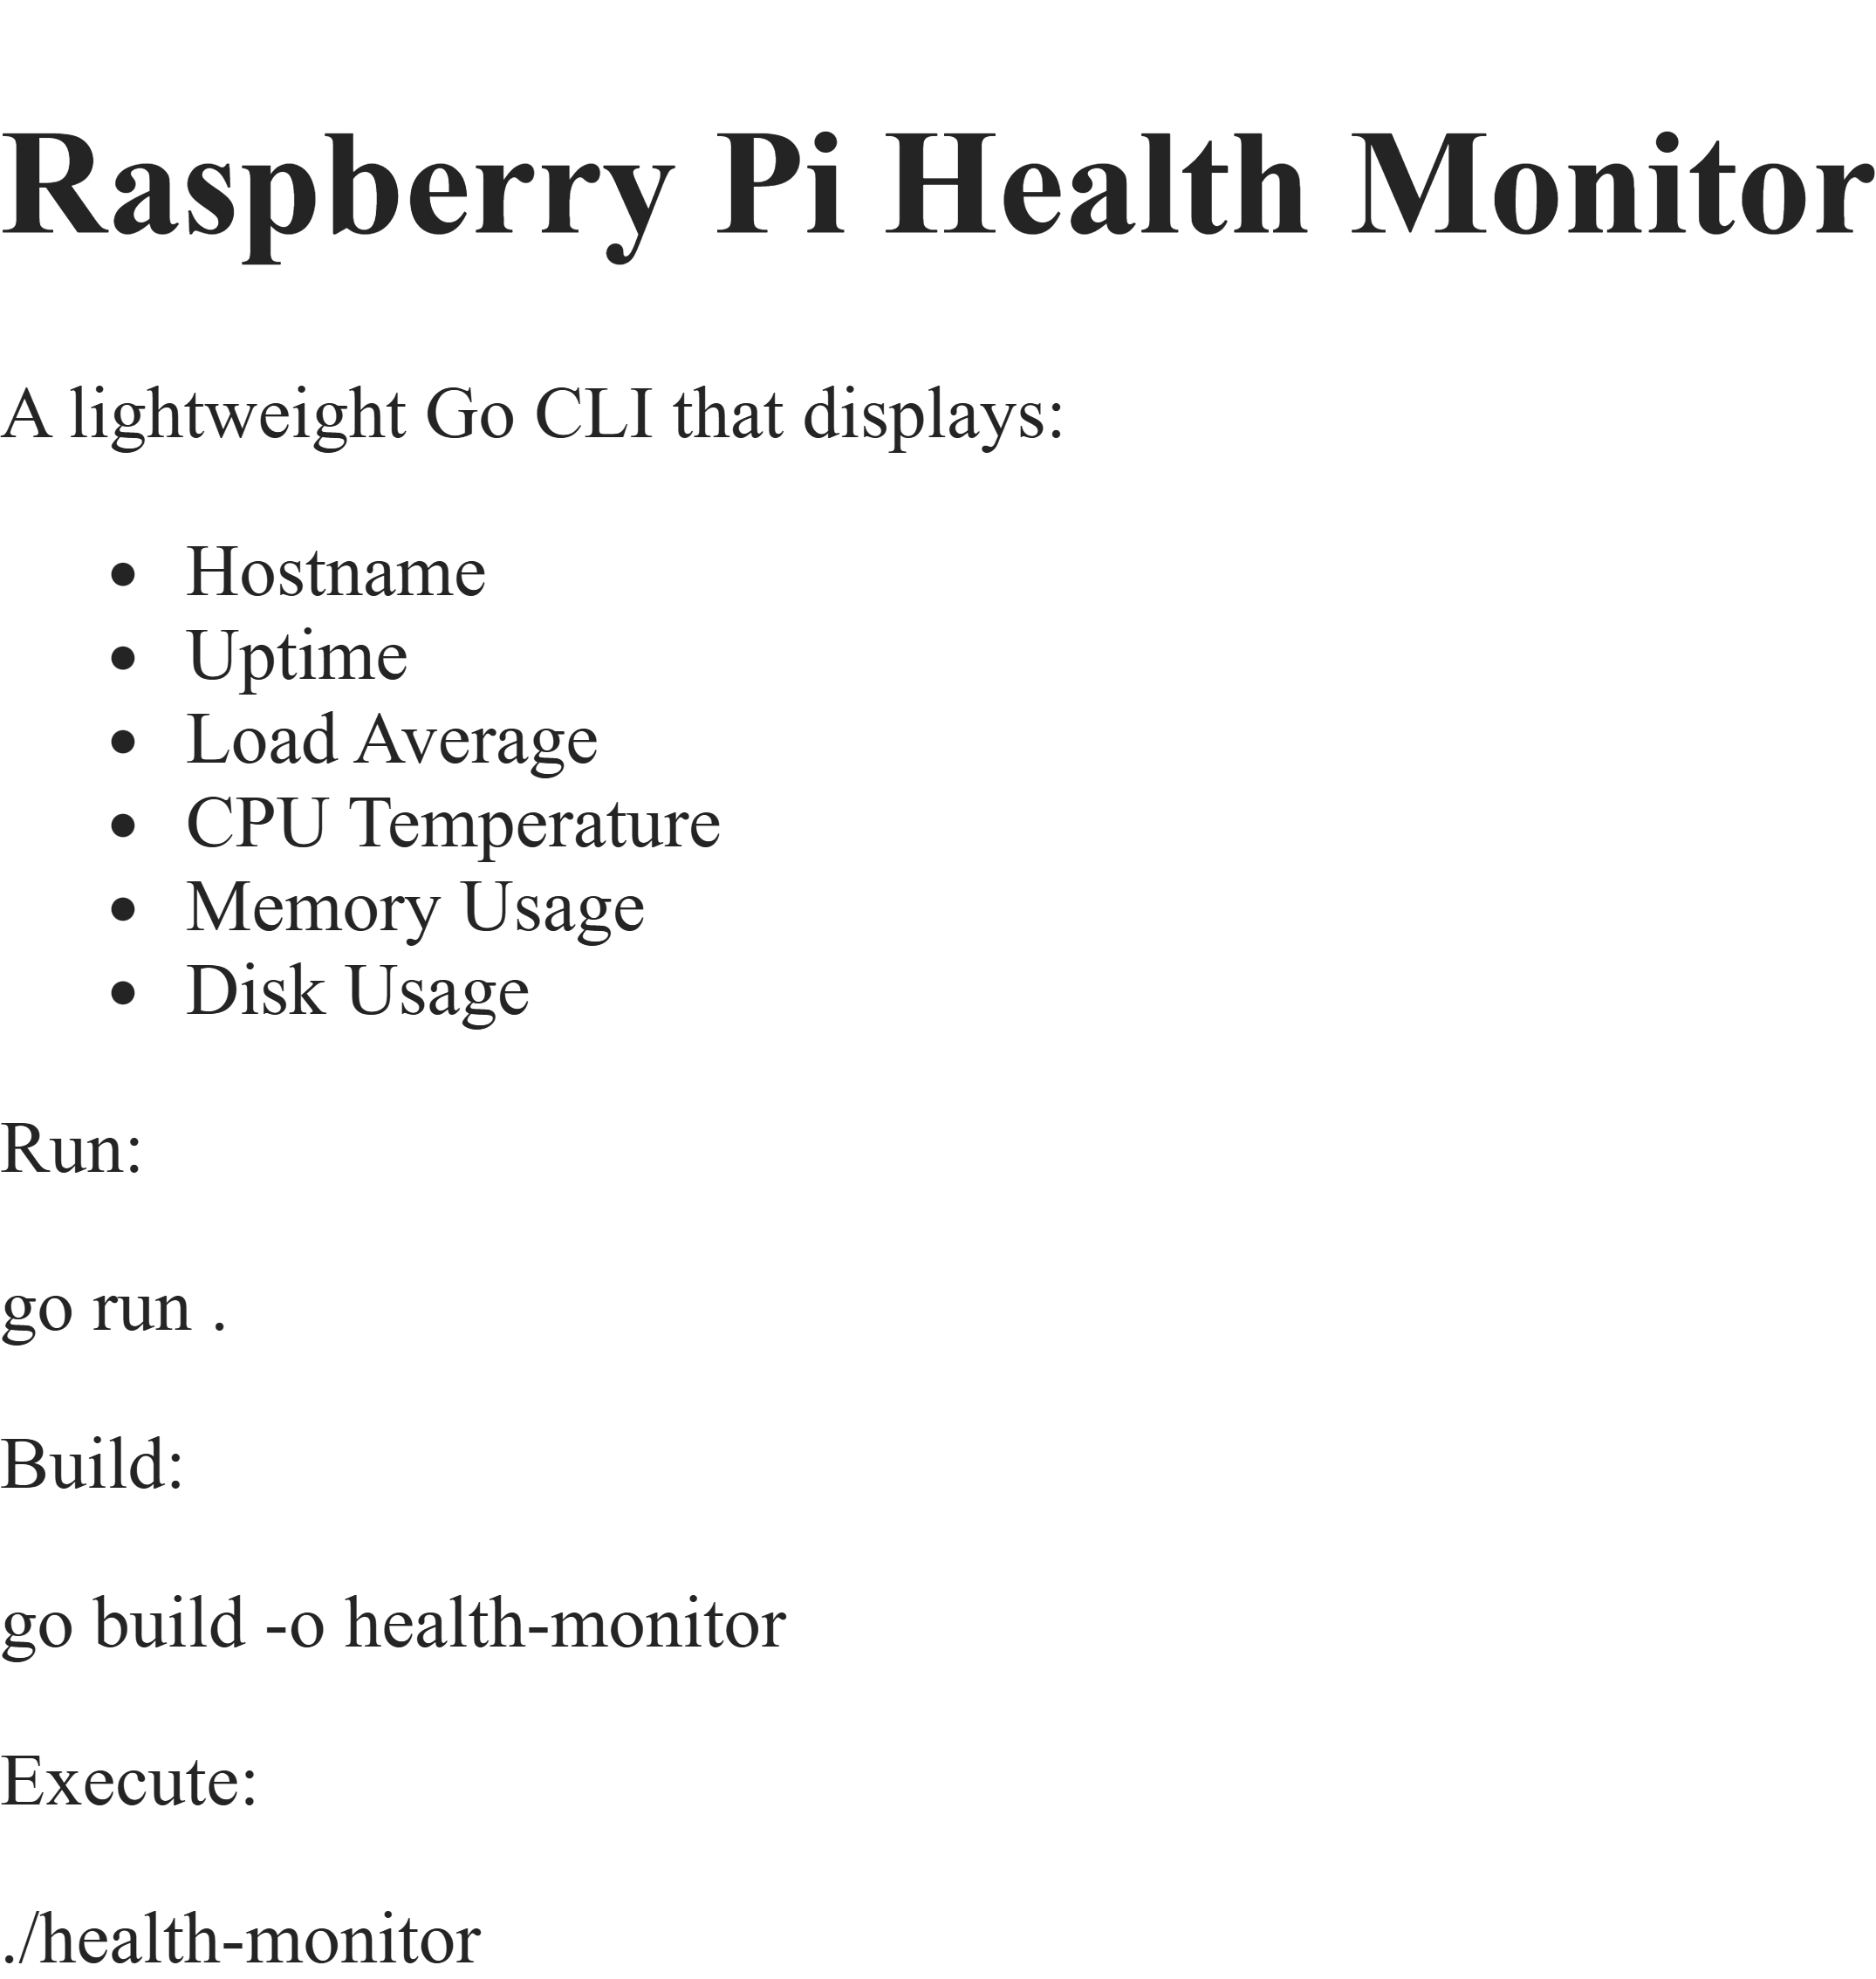 Raspberry Pi Health Monitor
A lightweight Go CLI that displays:
• Hostname
• Uptime
• Load Average
• CPU Temperature
• Memory Usage
• Disk Usage
Run:
go run .
Build:
go build -o health-monitor
Execute:
./health-monitor